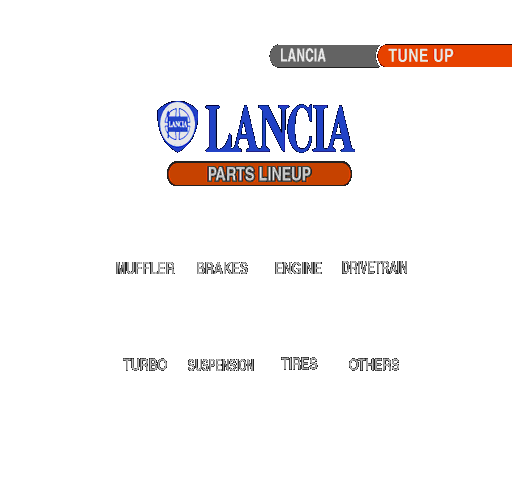 LANCIA TUNE UP
LANCIA LANCIA
PARTS LINEUP
MUFFLER BRAKES ENGINE DRIVETRAIN
TURBO SUSPENSION TIRES OTHERS